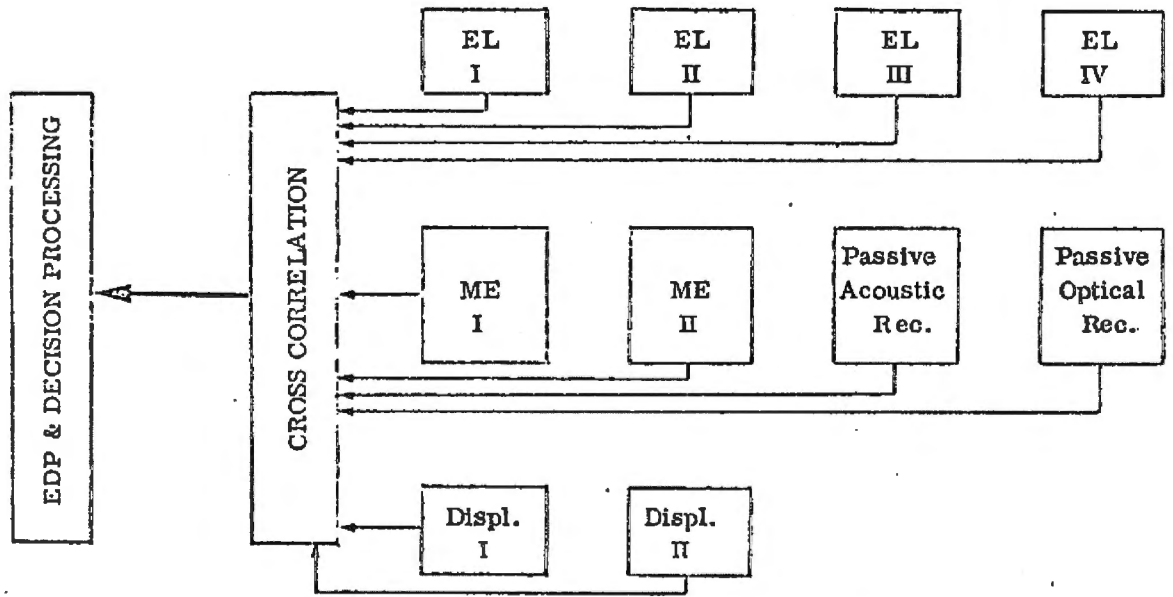 EL
I
EL
II
EL
III
EL
IV
EDP & DECISION PROCESSING
CROSS CORRELATION
ME
I
ME
II
Passive
Acoustic
Rec.
Passive
Optical
Rec.
Displ.
I
Displ.
II